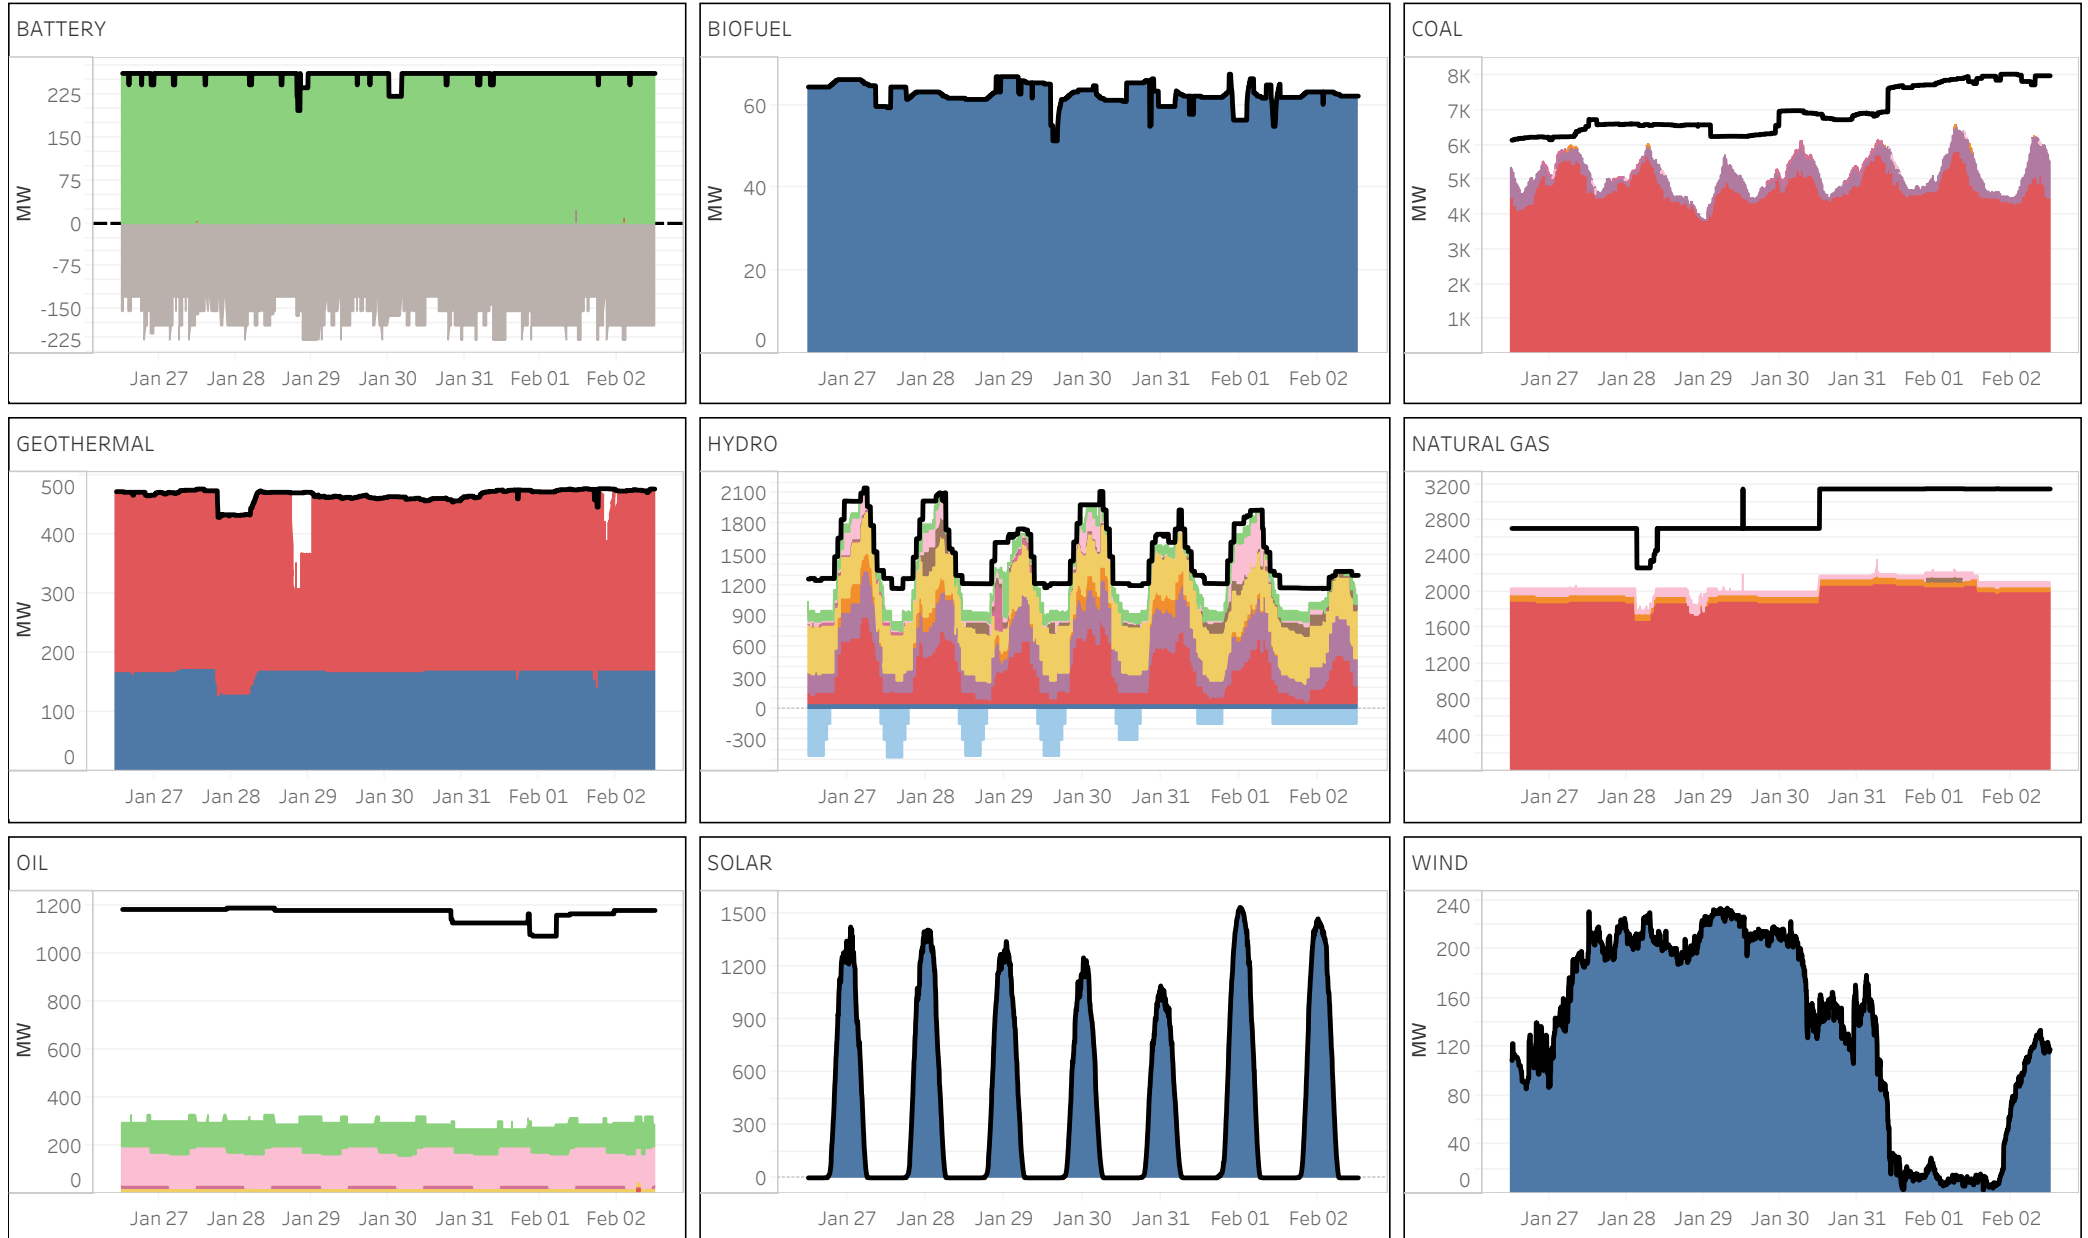 BATTERY
225
150
75
0
-75
-150
-225
MW
Jan 27 Jan 28 Jan 29 Jan 30 Jan 31 Feb 01 Feb 02
BIOFUEL
60
40
20
0
Jan 27 Jan 28 Jan 29 Jan 30 Jan 31 Feb 01 Feb 02
COAL
8K
7K
6K
5K
4K
3K
2K
1K
MW
Jan 27 Jan 28 Jan 29 Jan 30 Jan 31 Feb 01 Feb 02
GEOTHERMAL
500
400
300
200
100
0
MW
Jan 27 Jan 28 Jan 29 Jan 30 Jan 31 Feb 01 Feb 02
HYDRO
2100
1800
1500
1200
900
600
300
0
-300
Jan 27 Jan 28 Jan 29 Jan 30 Jan 31 Feb 01 Feb 02
NATURAL GAS
3200
2800
2400
2000
1600
1200
800
400
Jan 27 Jan 28 Jan 29 Jan 30 Jan 31 Feb 01 Feb 02
OIL
1200
1000
800
600
400
200
0
MW
Jan 27 Jan 28 Jan 29 Jan 30 Jan 31 Feb 01 Feb 02
SOLAR
1500
1200
900
600
300
0
Jan 27 Jan 28 Jan 29 Jan 30 Jan 31 Feb 01 Feb 02
WIND
240
200
160
120
80
40
0
MW
Jan 27 Jan 28 Jan 29 Jan 30 Jan 31 Feb 01 Feb 02